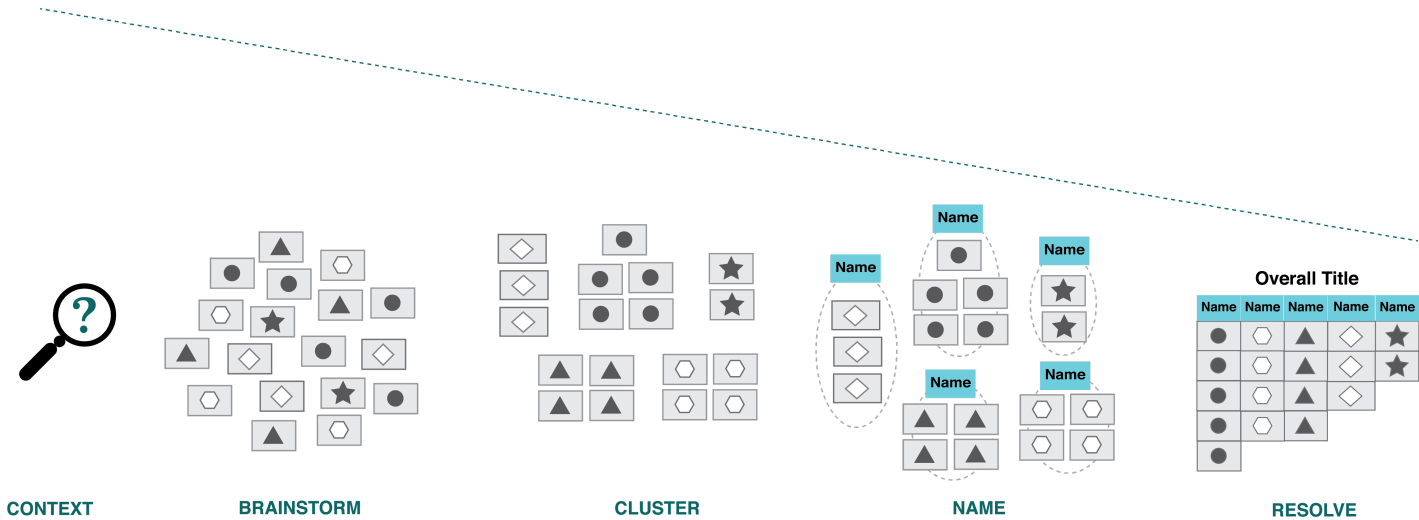 ?
Name
Name
Name
Name
Name
Overall Title
Name Name Name Name Name
CONTEXT
BRAINSTORM
CLUSTER
NAME
RESOLVE